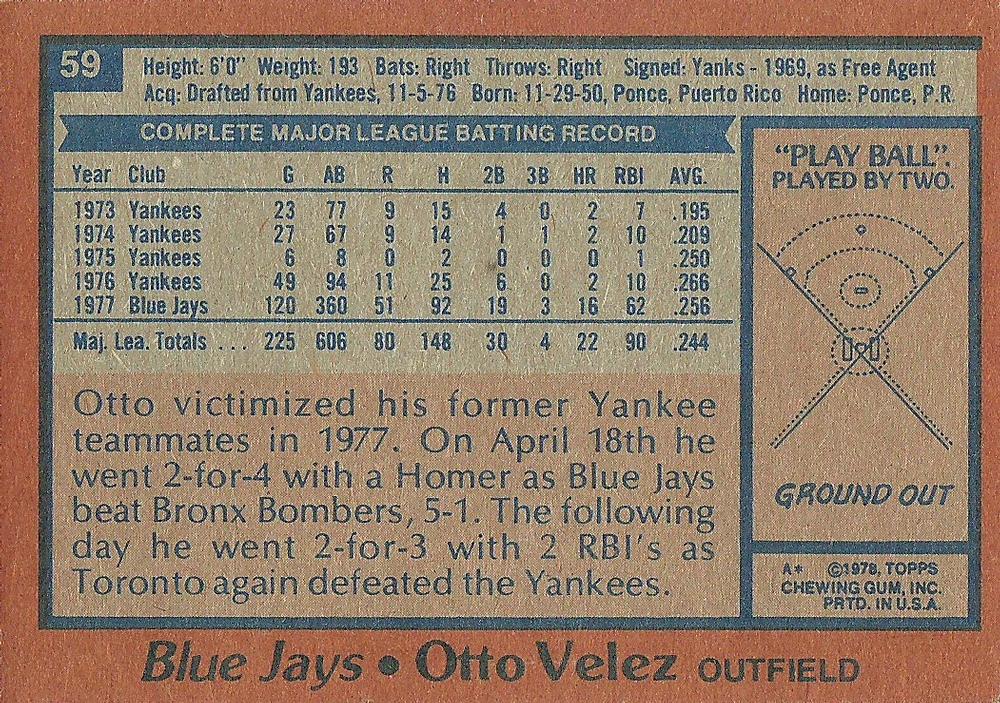 59
Height: 6'0" Weight: 193 Bats: Right Throws: Right Signed: Yanks - 1969, as Free Agent
Acq: Drafted from Yankees, 11-5-76 Born: 11-29-50, Ponce, Puerto Rico Home: Ponce, P.R.
COMPLETE MAJOR LEAGUE BATTING RECORD
Year Club G AB R H 2B 3B HR RBI AVG.
1973 Yankees 23 77 9 15 4 0 2 7 .195
1974 Yankees 27 67 9 14 1 1 2 10 .209
1975 Yankees 6 8 0 2 0 0 0 1 .250
1976 Yankees 49 94 11 25 6 0 2 10 .266
1977 Blue Jays 120 360 51 92 19 3 16 62 .256
Maj. Lea. Totals ... 225 606 80 148 30 4 22 90 .244
Otto victimized his former Yankee
teammates in 1977. On April 18th he
went 2-for-4 with a Homer as Blue Jays
beat Bronx Bombers, 5-1. The following
day he went 2-for-3 with 2 RBI's as
Toronto again defeated the Yankees.
"PLAY BALL".
PLAYED BY TWO.
GROUND OUT
A* ©1978, TOPPS
CHEWING GUM, INC.
PRTD. IN U.S.A.
Blue Jays • Otto Velez OUTFIELD